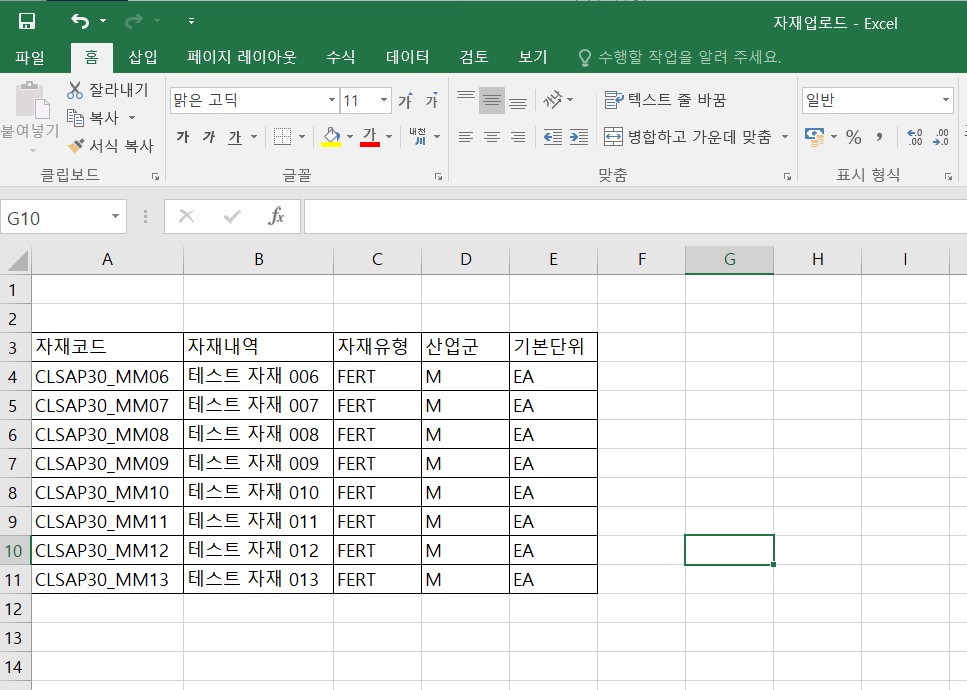 자재업로드 - Excel
파일 홈 삽입 페이지 레이아웃 수식 데이터 검토 보기 수행할 작업을 알려 주세요.
붙여넣기
잘라내기
복사
서식 복사
클립보드
맑은 고딕 11 가 가
가 가 가 가 내천 川
글꼴
텍스트 줄 바꿈
병합하고 가운데 맞춤
맞춤
일반
% , .00 .00
표시 형식
G10 fx
A B C D E F G H I
1
2
3 자재코드 자재내역 자재유형 산업군 기본단위
4 CLSAP30_MM06 테스트 자재 006 FERT M EA
5 CLSAP30_MM07 테스트 자재 007 FERT M EA
6 CLSAP30_MM08 테스트 자재 008 FERT M EA
7 CLSAP30_MM09 테스트 자재 009 FERT M EA
8 CLSAP30_MM10 테스트 자재 010 FERT M EA
9 CLSAP30_MM11 테스트 자재 011 FERT M EA
10 CLSAP30_MM12 테스트 자재 012 FERT M EA
11 CLSAP30_MM13 테스트 자재 013 FERT M EA
12
13
14